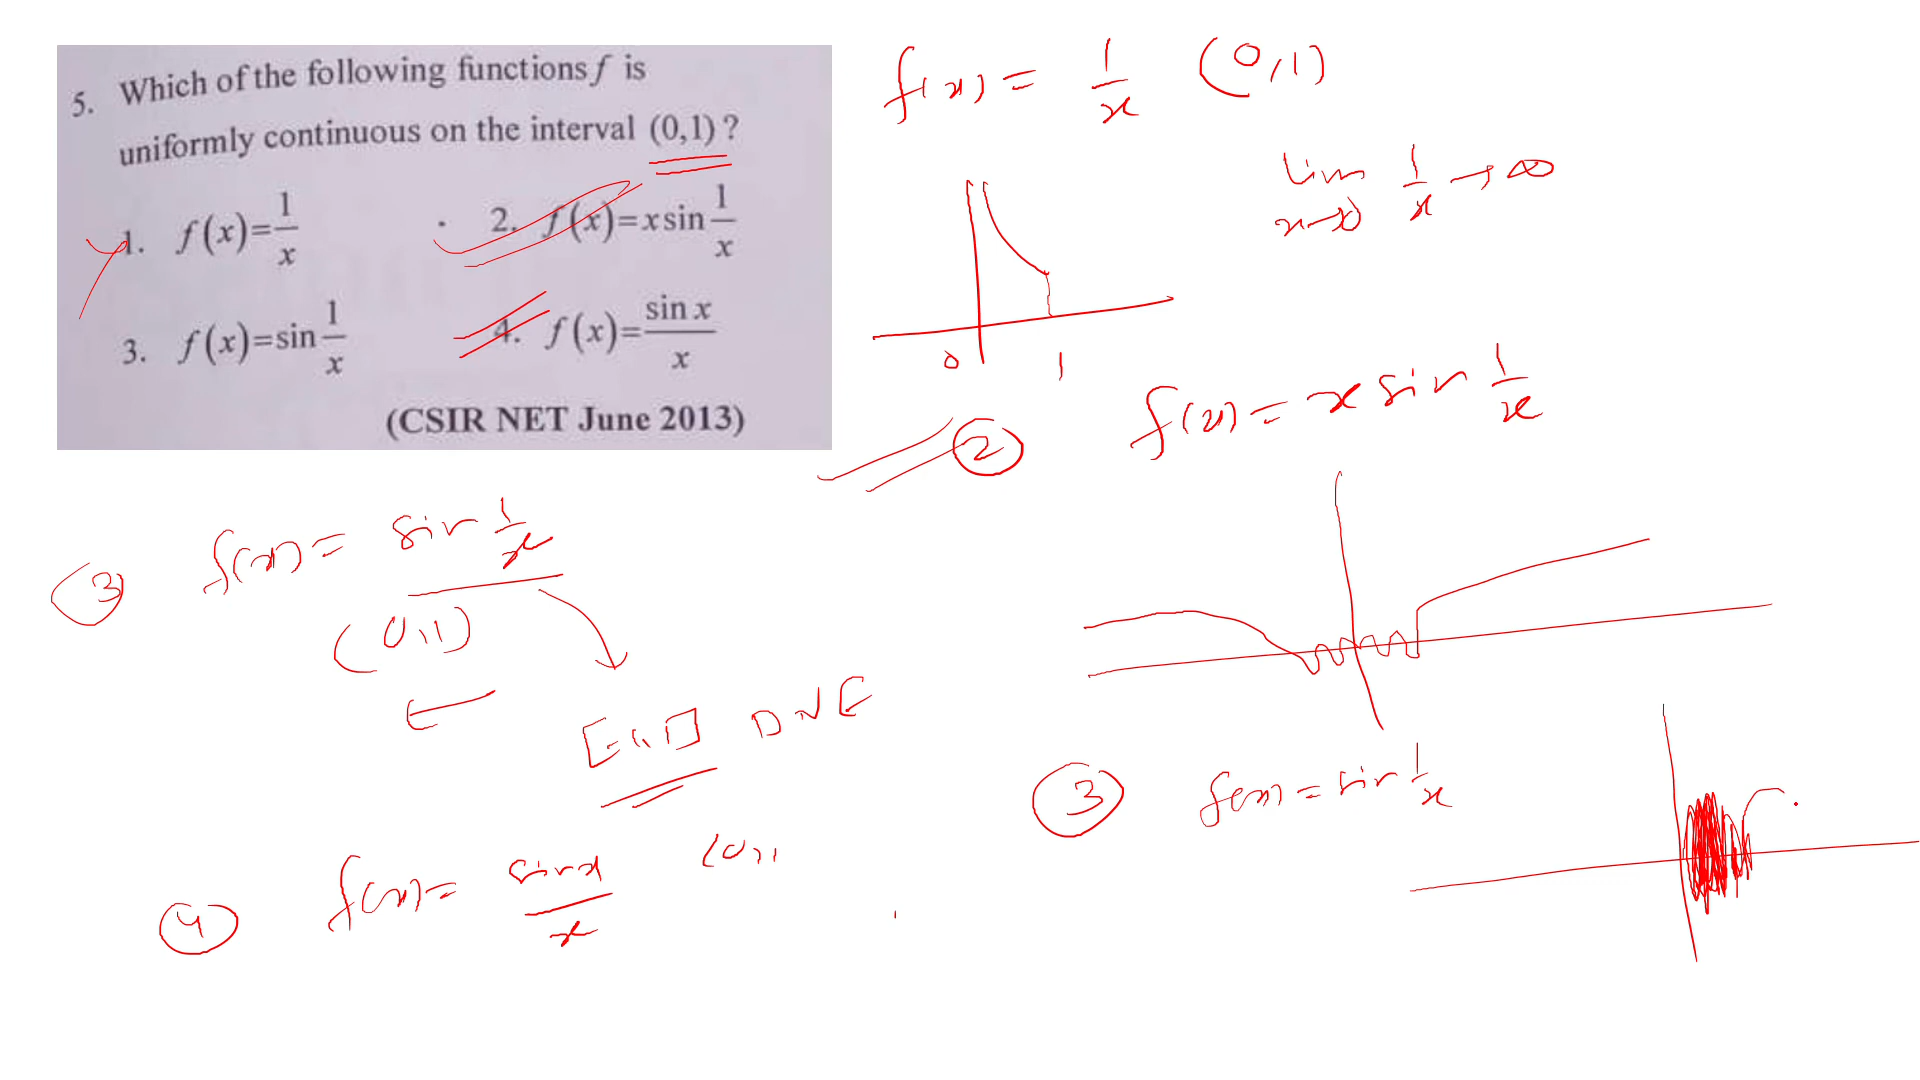 5. Which of the following functions f is
uniformly continuous on the interval (0,1) ?
1. f(x)=1/x 2. f(x)=x sin 1/x
3. f(x)=sin 1/x 4. f(x)=sin x/x
(CSIR NET June 2013)
f(x) = 1/x (0,1)
lim x→0 1/x → ∞
0 1
② f(x) = x sin 1/x
③ f(x) = sin 1/x
(0,1)
DNE
③ f(x) = sin 1/x
④ f(x) = sin x/x (0,1